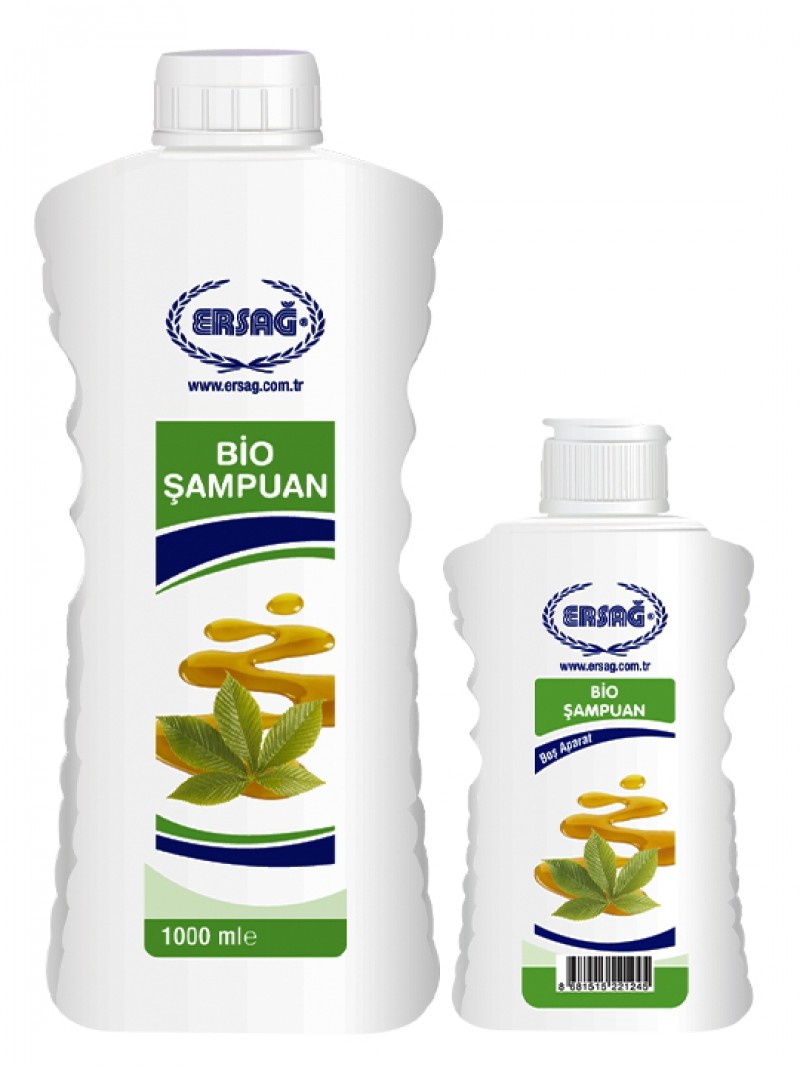 ERSAĞ®
www.ersag.com.tr
BİO
ŞAMPUAN
1000 ml℮
ERSAĞ®
www.ersag.com.tr
BİO
ŞAMPUAN
Boş Aparat
8 681515 221245